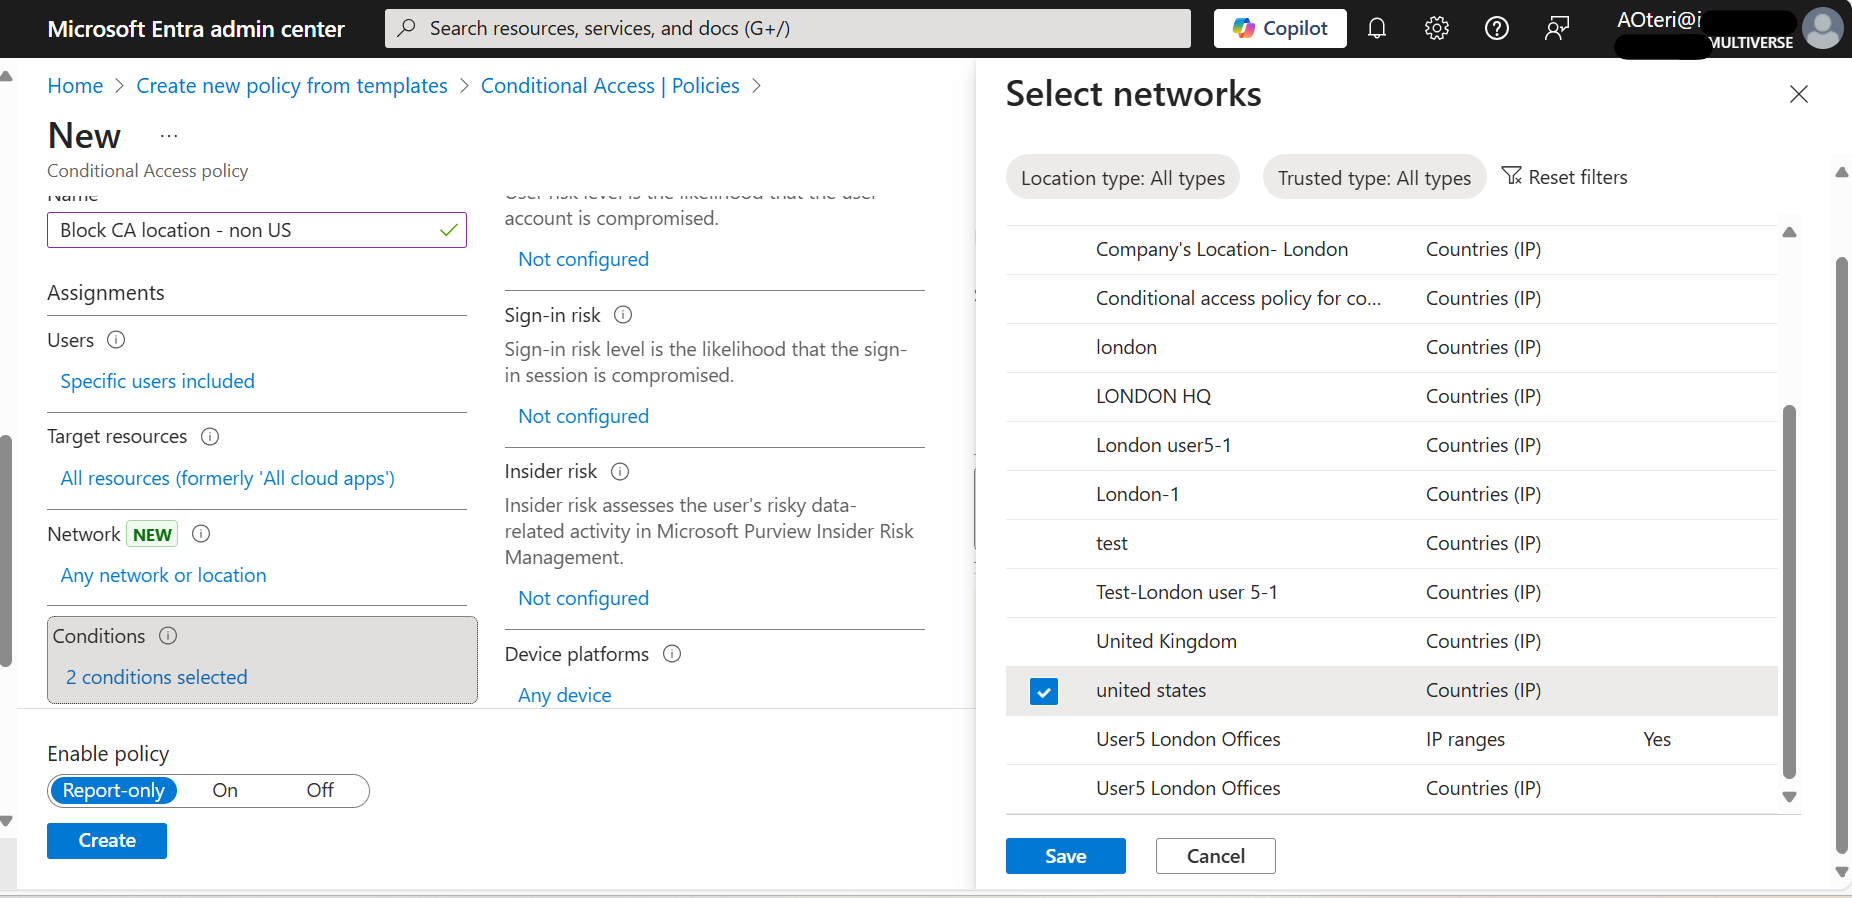 Microsoft Entra admin center
Search resources, services, and docs (G+/)
Copilot
AOteri@i
MULTIVERSE
Home > Create new policy from templates > Conditional Access | Policies >
New ...
Conditional Access policy
Name
Block CA location - non US
Assignments
Users
Specific users included
Target resources
All resources (formerly 'All cloud apps')
Network NEW
Any network or location
Conditions
2 conditions selected
User risk level is the likelihood that the user
account is compromised.
Not configured
Sign-in risk
Sign-in risk level is the likelihood that the sign-
in session is compromised.
Not configured
Insider risk
Insider risk assesses the user's risky data-
related activity in Microsoft Purview Insider Risk
Management.
Not configured
Device platforms
Any device
Enable policy
Report-only On Off
Create
Select networks
Location type: All types Trusted type: All types Reset filters
Company's Location- London Countries (IP)
Conditional access policy for co... Countries (IP)
london Countries (IP)
LONDON HQ Countries (IP)
London user5-1 Countries (IP)
London-1 Countries (IP)
test Countries (IP)
Test-London user 5-1 Countries (IP)
United Kingdom Countries (IP)
united states Countries (IP)
User5 London Offices IP ranges Yes
User5 London Offices Countries (IP)
Save Cancel